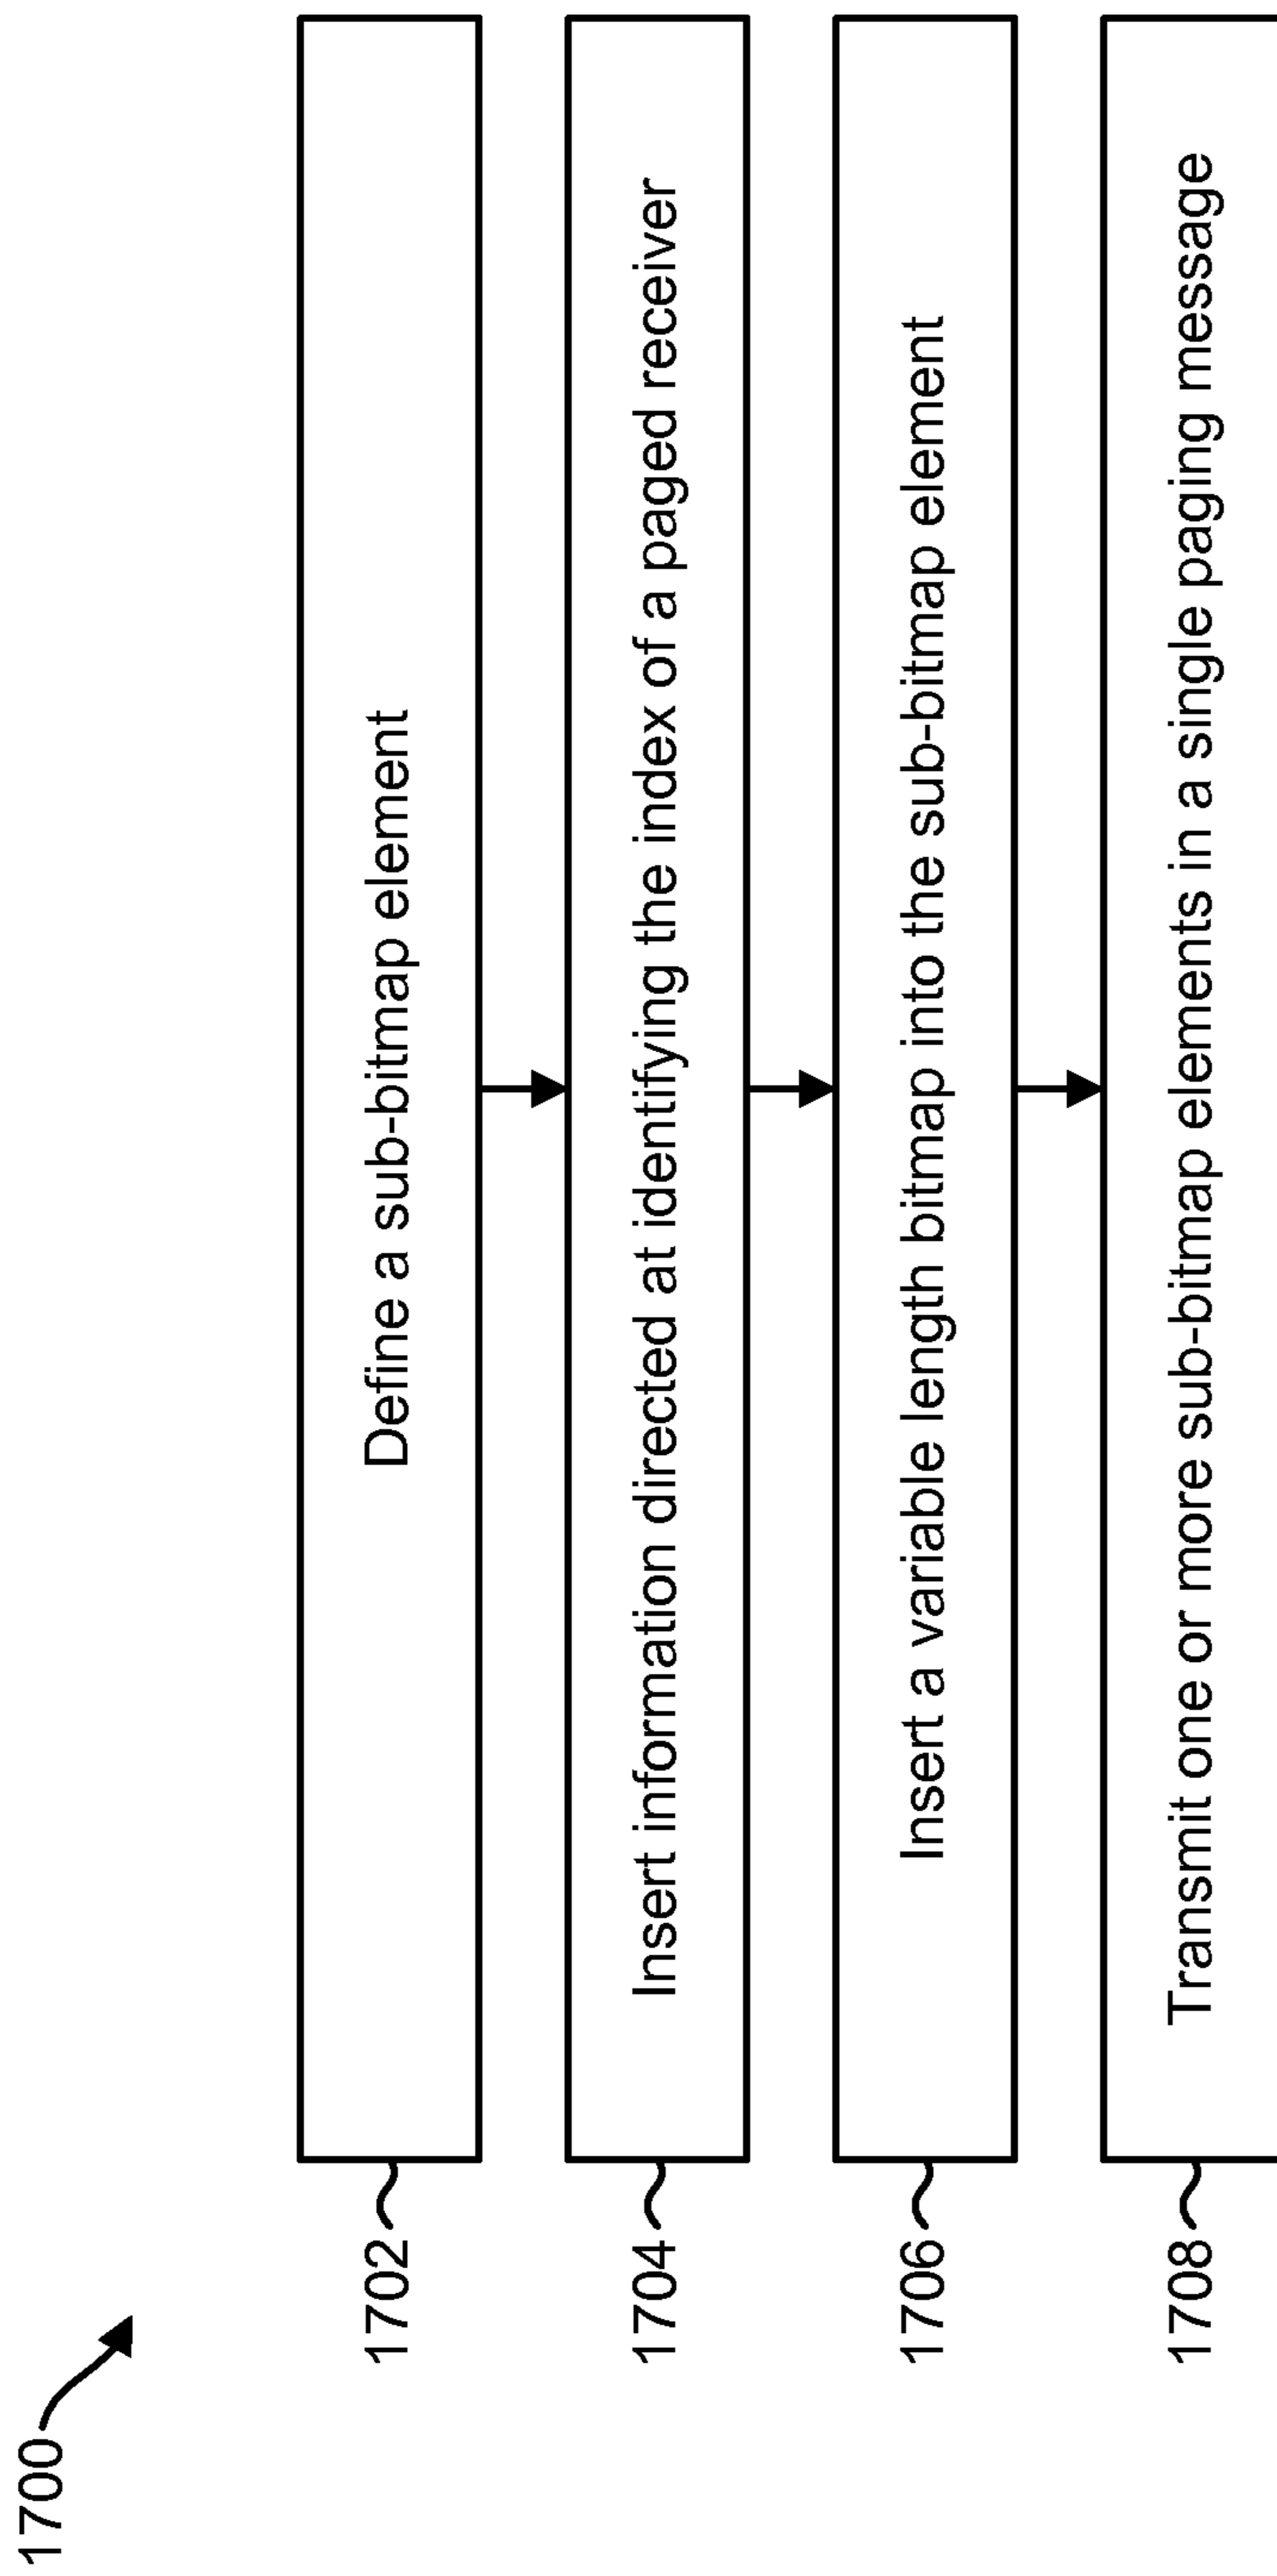 1700
Define a sub-bitmap element
1702
Insert information directed at identifying the index of a paged receiver
1704
Insert a variable length bitmap into the sub-bitmap element
1706
Transmit one or more sub-bitmap elements in a single paging message
1708